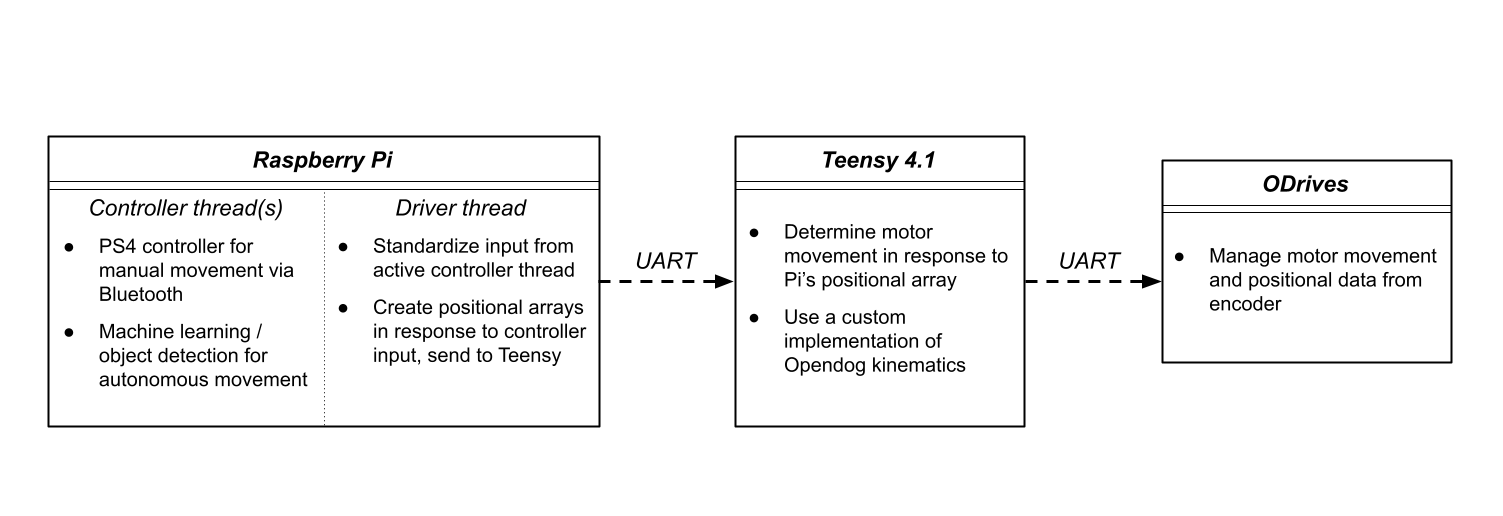 Raspberry Pi
Controller thread(s)
● PS4 controller for
manual movement via
Bluetooth
● Machine learning /
object detection for
autonomous movement
Driver thread
● Standardize input from
active controller thread
● Create positional arrays
in response to controller
input, send to Teensy
UART
Teensy 4.1
● Determine motor
movement in response to
Pi's positional array
● Use a custom
implementation of
Opendog kinematics
UART
ODrives
● Manage motor movement
and positional data from
encoder